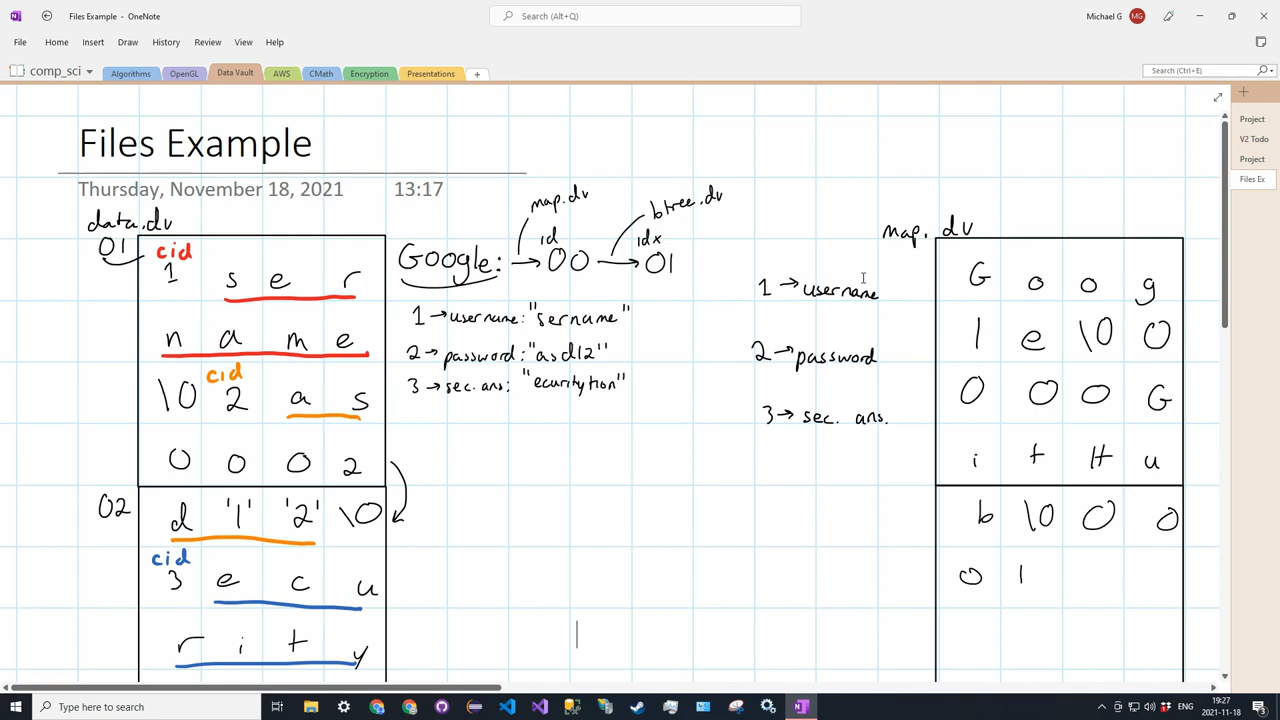 Files Example - OneNote
Search (Alt+Q)
Michael G
MG
File Home Insert Draw History Review View Help
comp_sci
Algorithms OpenGL Data Vault AWS CMath Encryption Presentations +
Search (Ctrl+E)
Files Example
Thursday, November 18, 2021 13:17
Project
V2 Todo
Project
Files Ex
data.dv
01
cid
1 s e r
n a m e
cid
\0 2 a s
0 0 0 2
02
d '1' '2' \0
cid
3 e c u
r i t y
map.dv
btree.dv
id
idx
Google: → 00 → 01
1 → username: "sername"
2 → password: "asd12"
3 → sec. ans: "ecuritytion"
1 → username
2 → password
3 → sec. ans.
map. dv
G o o g
l e \0 0
0 0 0 G
i t H u
b \0 0 0
0 1
Type here to search
ENG
19:27
2021-11-18